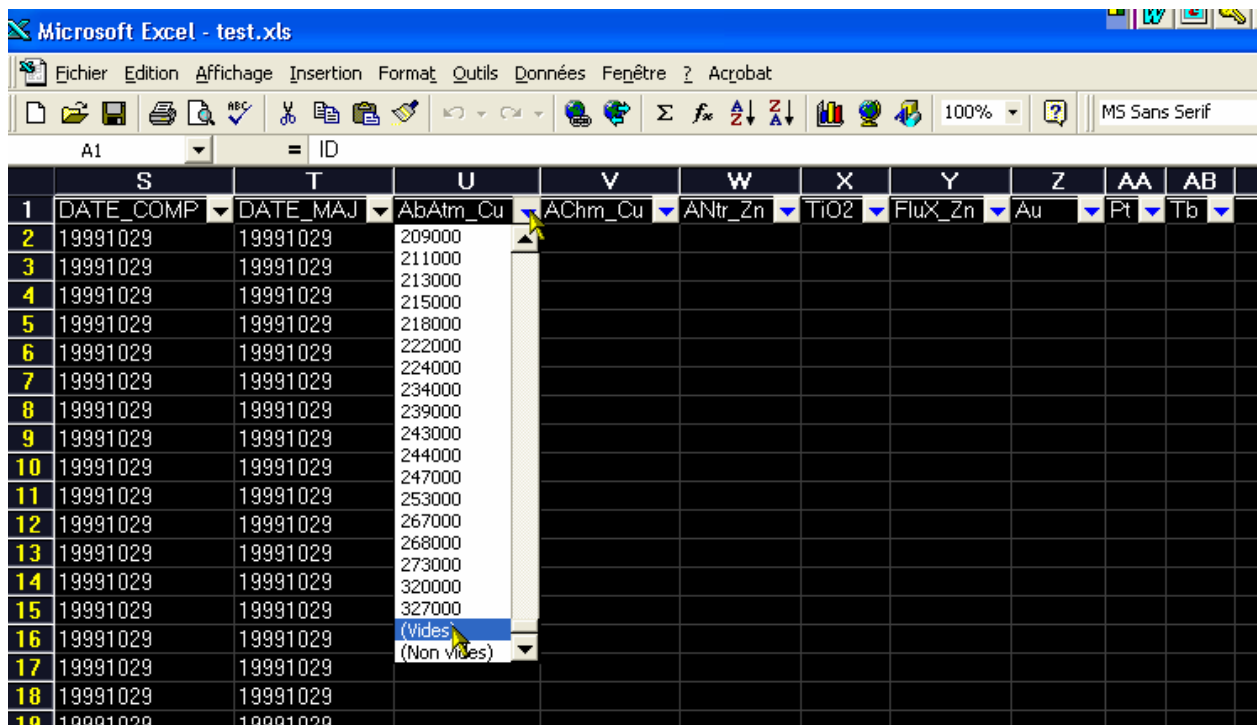 Microsoft Excel - test.xls
Fichier Edition Affichage Insertion Format Outils Données Fenêtre ? Acrobat
100% MS Sans Serif
A1 = ID
S T U V W X Y Z AA AB
1 DATE_COMP DATE_MAJ AbAtm_Cu AChm_Cu ANtr_Zn TiO2 FluX_Zn Au Pt Tb
2 19991029 19991029
3 19991029 19991029
4 19991029 19991029
5 19991029 19991029
6 19991029 19991029
7 19991029 19991029
8 19991029 19991029
9 19991029 19991029
10 19991029 19991029
11 19991029 19991029
12 19991029 19991029
13 19991029 19991029
14 19991029 19991029
15 19991029 19991029
16 19991029 19991029
17 19991029 19991029
18 19991029 19991029
19 19991029 19991029
209000
211000
213000
215000
218000
222000
224000
234000
239000
243000
244000
247000
253000
267000
268000
273000
320000
327000
(Vides)
(Non vides)